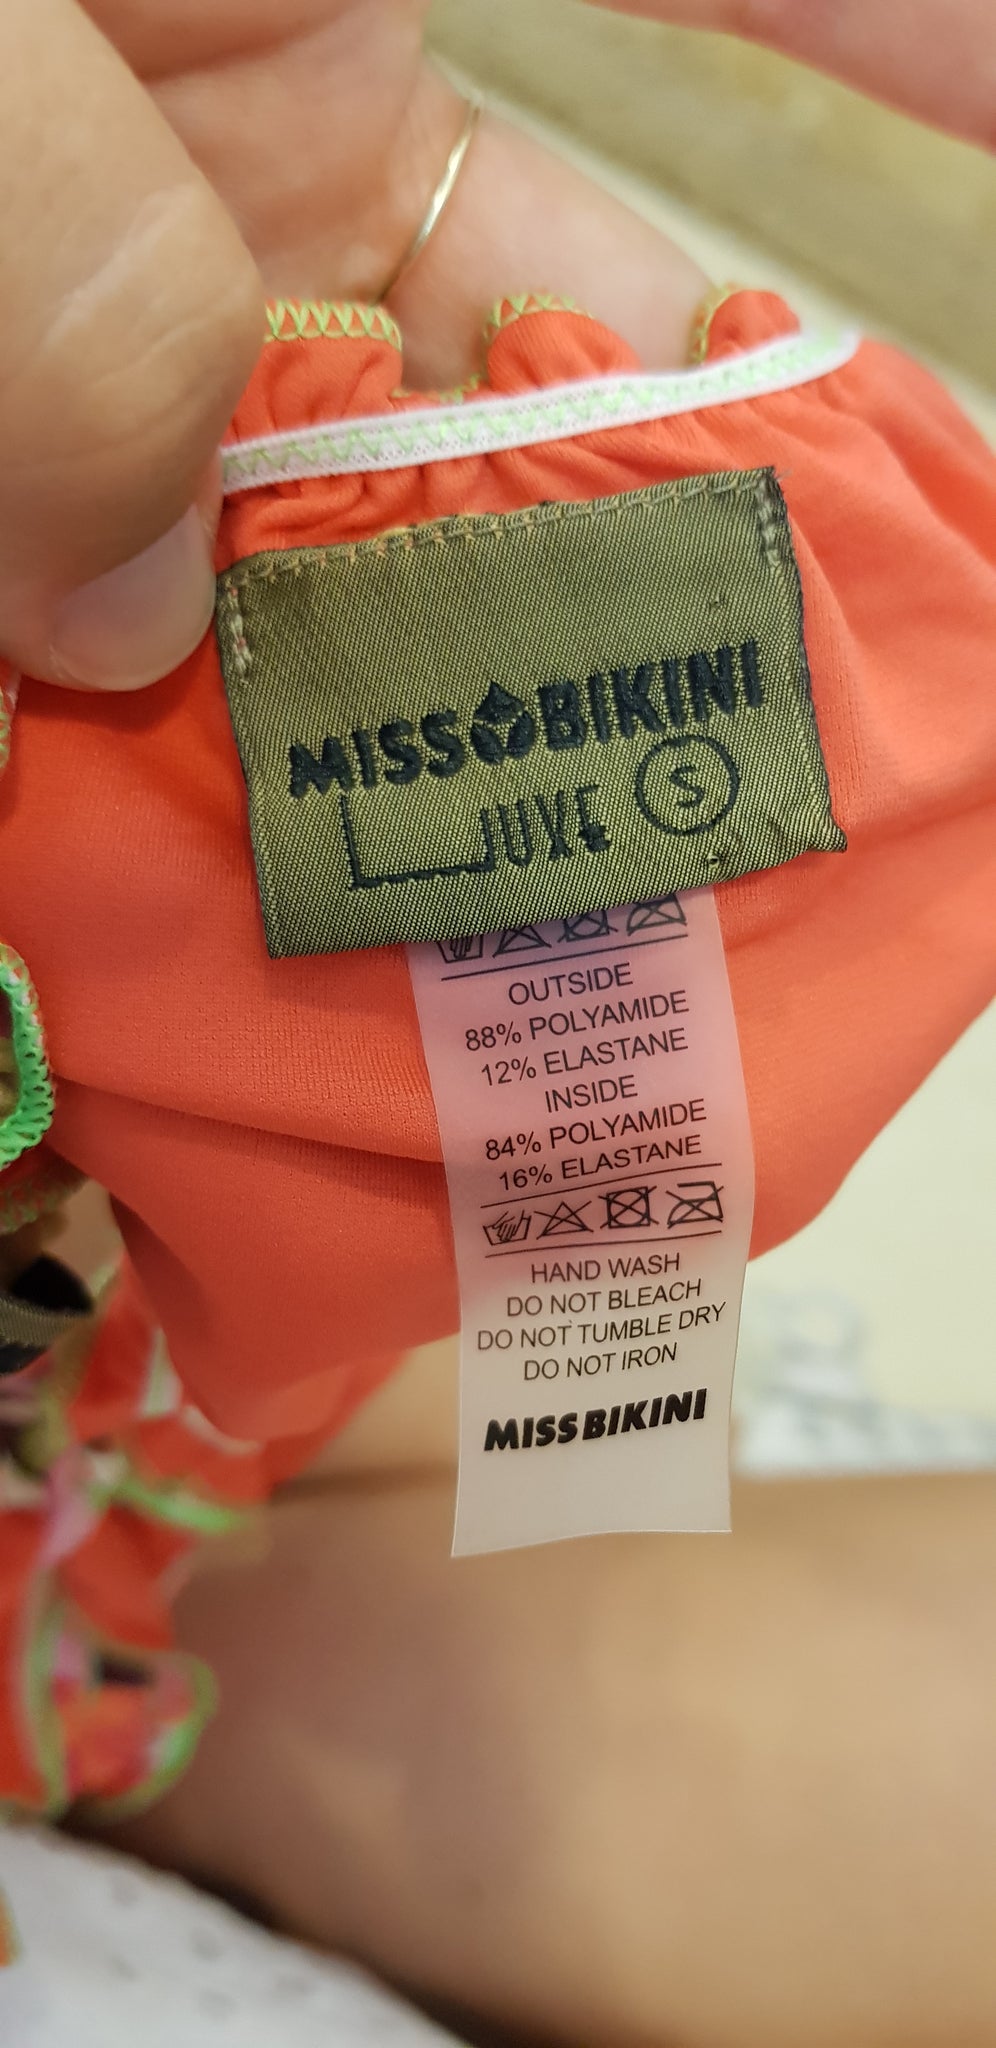 MISS BIKINI
LUXE S
OUTSIDE
88% POLYAMIDE
12% ELASTANE
INSIDE
84% POLYAMIDE
16% ELASTANE
HAND WASH
DO NOT BLEACH
DO NOT TUMBLE DRY
DO NOT IRON
MISSBIKINI